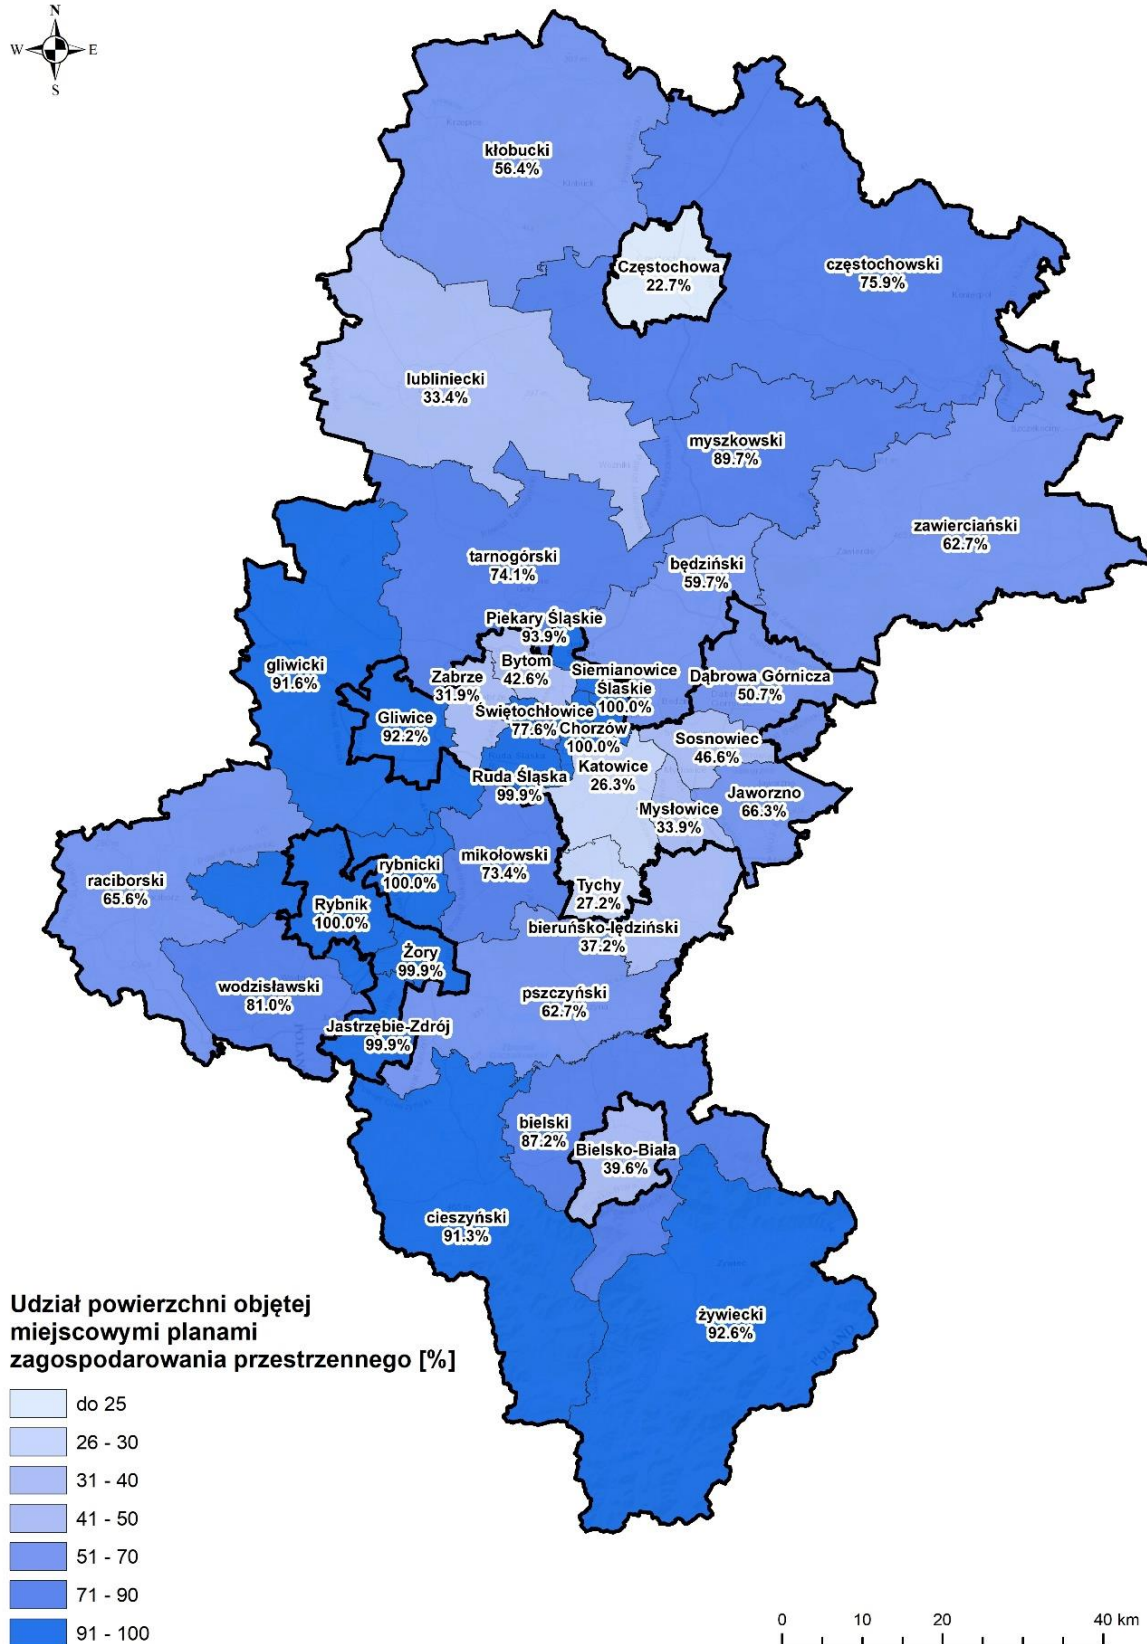 N
W E
S
kłobucki
56.4%
Częstochowa
22.7%
częstochowski
75.9%
lubliniecki
33.4%
myszkowski
89.7%
zawierciański
62.7%
tarnogórski
74.1%
będziński
59.7%
Piekary Śląskie
93.9%
gliwicki
91.6%
Bytom
42.6%
Zabrze
31.9%
Siemianowice
Ślaskie
100.0%
Dąbrowa Górnicza
50.7%
Gliwice
92.2%
Świętochłowice
77.6%
Chorzów
100.0%
Sosnowiec
46.6%
Katowice
26.3%
Ruda Śląska
99.9%
Jaworzno
66.3%
Mysłowice
33.9%
mikołowski
73.4%
rybnicki
100.0%
raciborski
65.6%
Tychy
27.2%
Rybnik
100.0%
bieruńsko-lędziński
37.2%
Żory
99.9%
wodzisławski
81.0%
pszczyński
62.7%
Jastrzębie-Zdrój
99.9%
bielski
87.2%
Bielsko-Biała
39.6%
cieszyński
91.3%
żywiecki
92.6%
POLAND
Udział powierzchni objętej
miejscowymi planami
zagospodarowania przestrzennego [%]
do 25
26 - 30
31 - 40
41 - 50
51 - 70
71 - 90
91 - 100
0 10 20 40 km